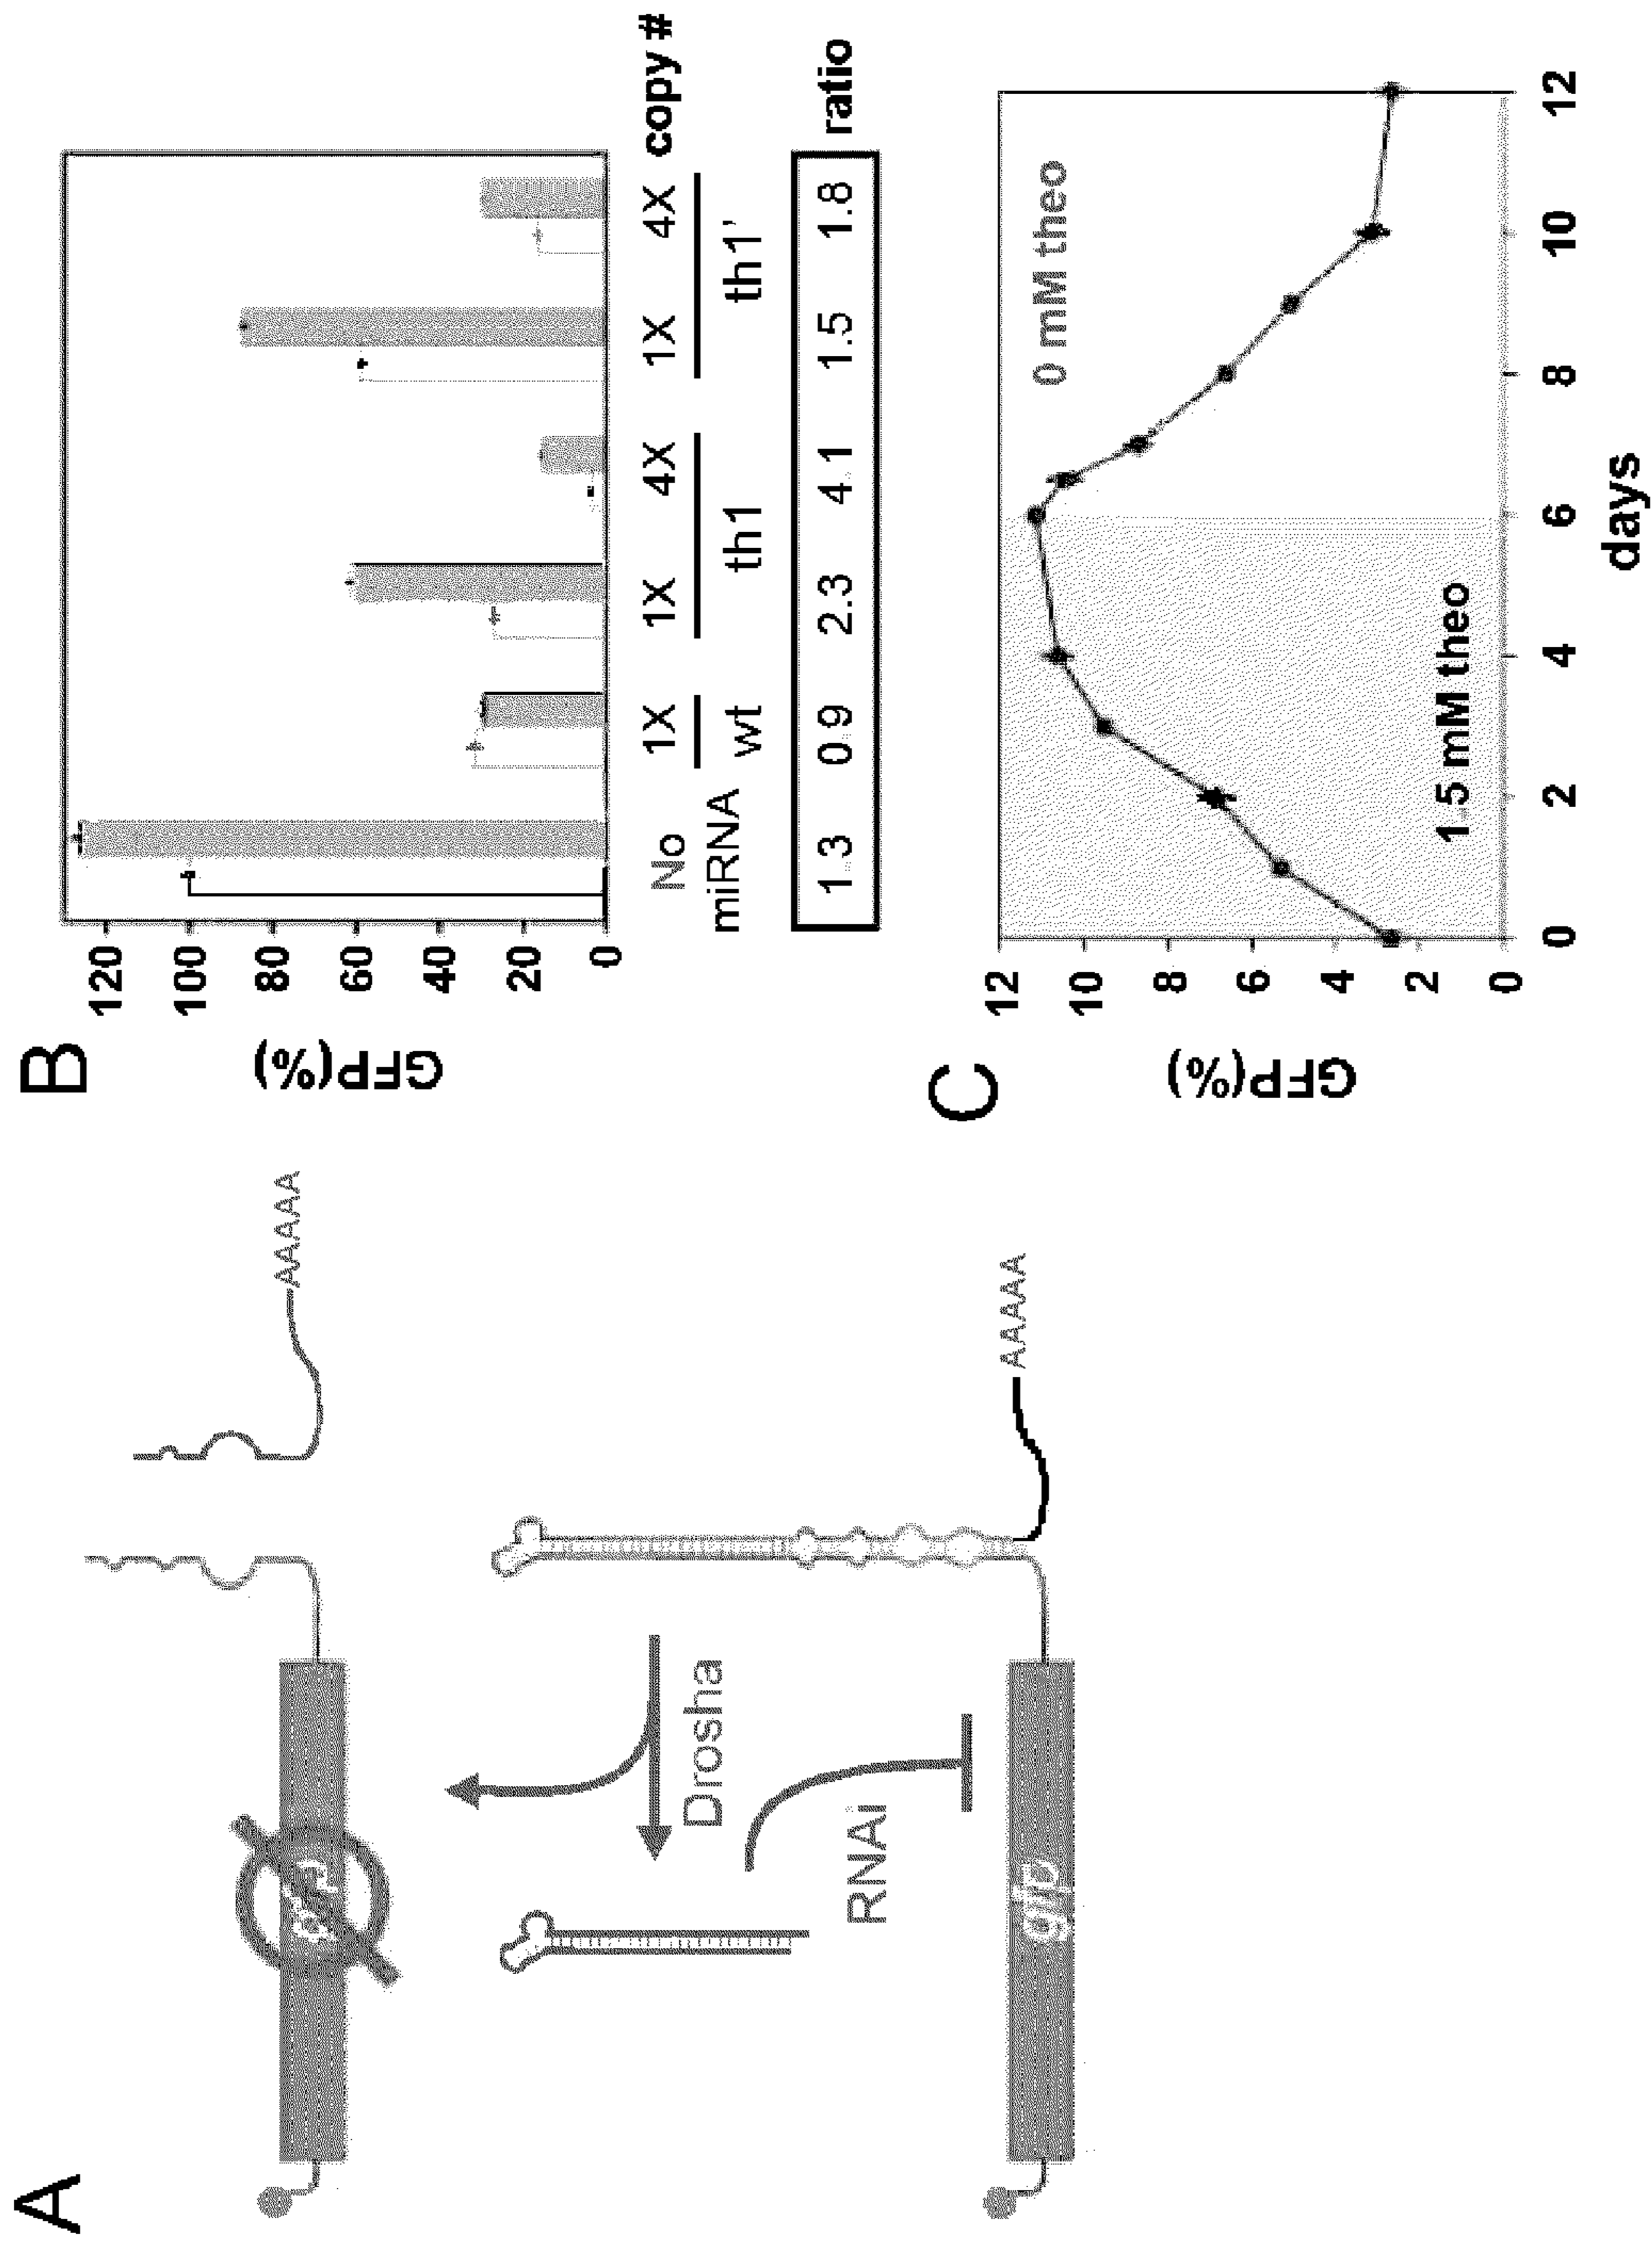 A
AAAAA
Drosha
RNAi
gfp
AAAAA
B
GFP(%)
120
100
80
60
40
20
0
No
miRNA
1X 1X 4X 1X 4X copy #
wt th1 th1'
1.3 0.9 2.3 4.1 1.5 1.8 ratio
C
GFP(%)
12
10
8
6
4
2
0
1.5 mM theo
0 mM theo
0 2 4 6 8 10 12
days